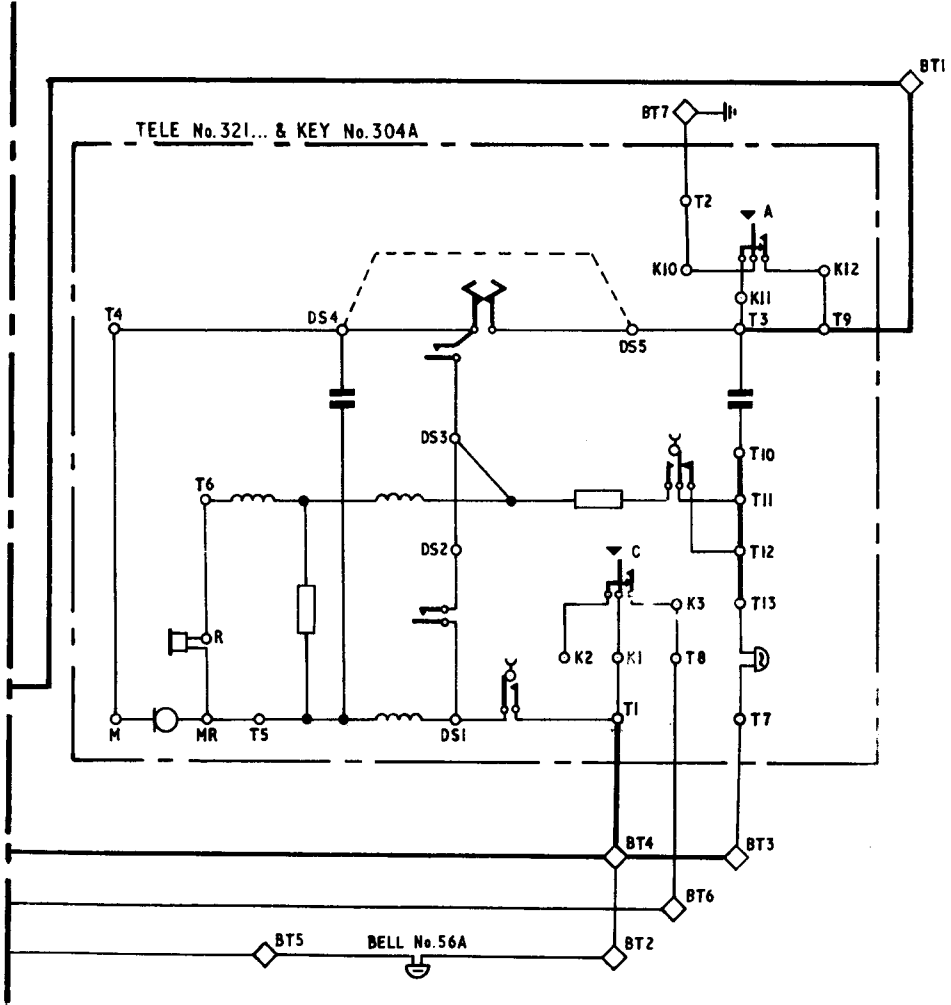 BT1
BT7
TELE No.321... & KEY No.304A
T2
A
K10
K12
K11
T4
DS4
T3
T9
DS5
DS3
T10
T6
T11
DS2
C
T12
K3
T13
R
K2
K1
T8
T1
M
MR
T5
DS1
T7
BT4
BT3
BT6
BT5
BELL No.56A
BT2